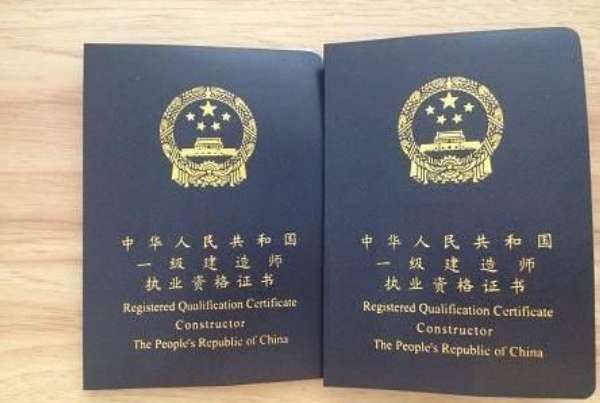 中华人民共和国
一级建造师
执业资格证书
Registered Qualification Certificate
Constructor
The People's Republic of China
中华人民共和国
一级建造师
执业资格证书
Registered Qualification Certificate
Constructor
The People's Republic of China